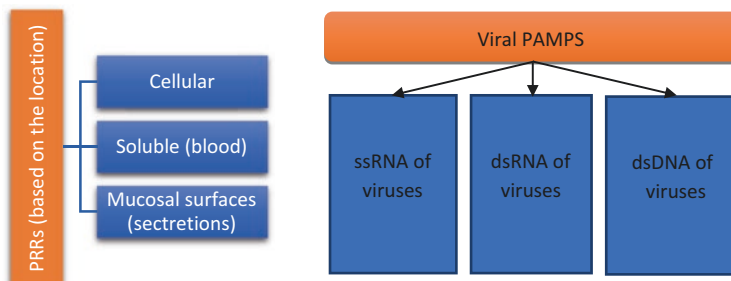 PRRs (based on the location)
Cellular
Soluble (blood)
Mucosal surfaces
(sectretions)
Viral PAMPS
ssRNA of
viruses
dsRNA of
viruses
dsDNA of
viruses